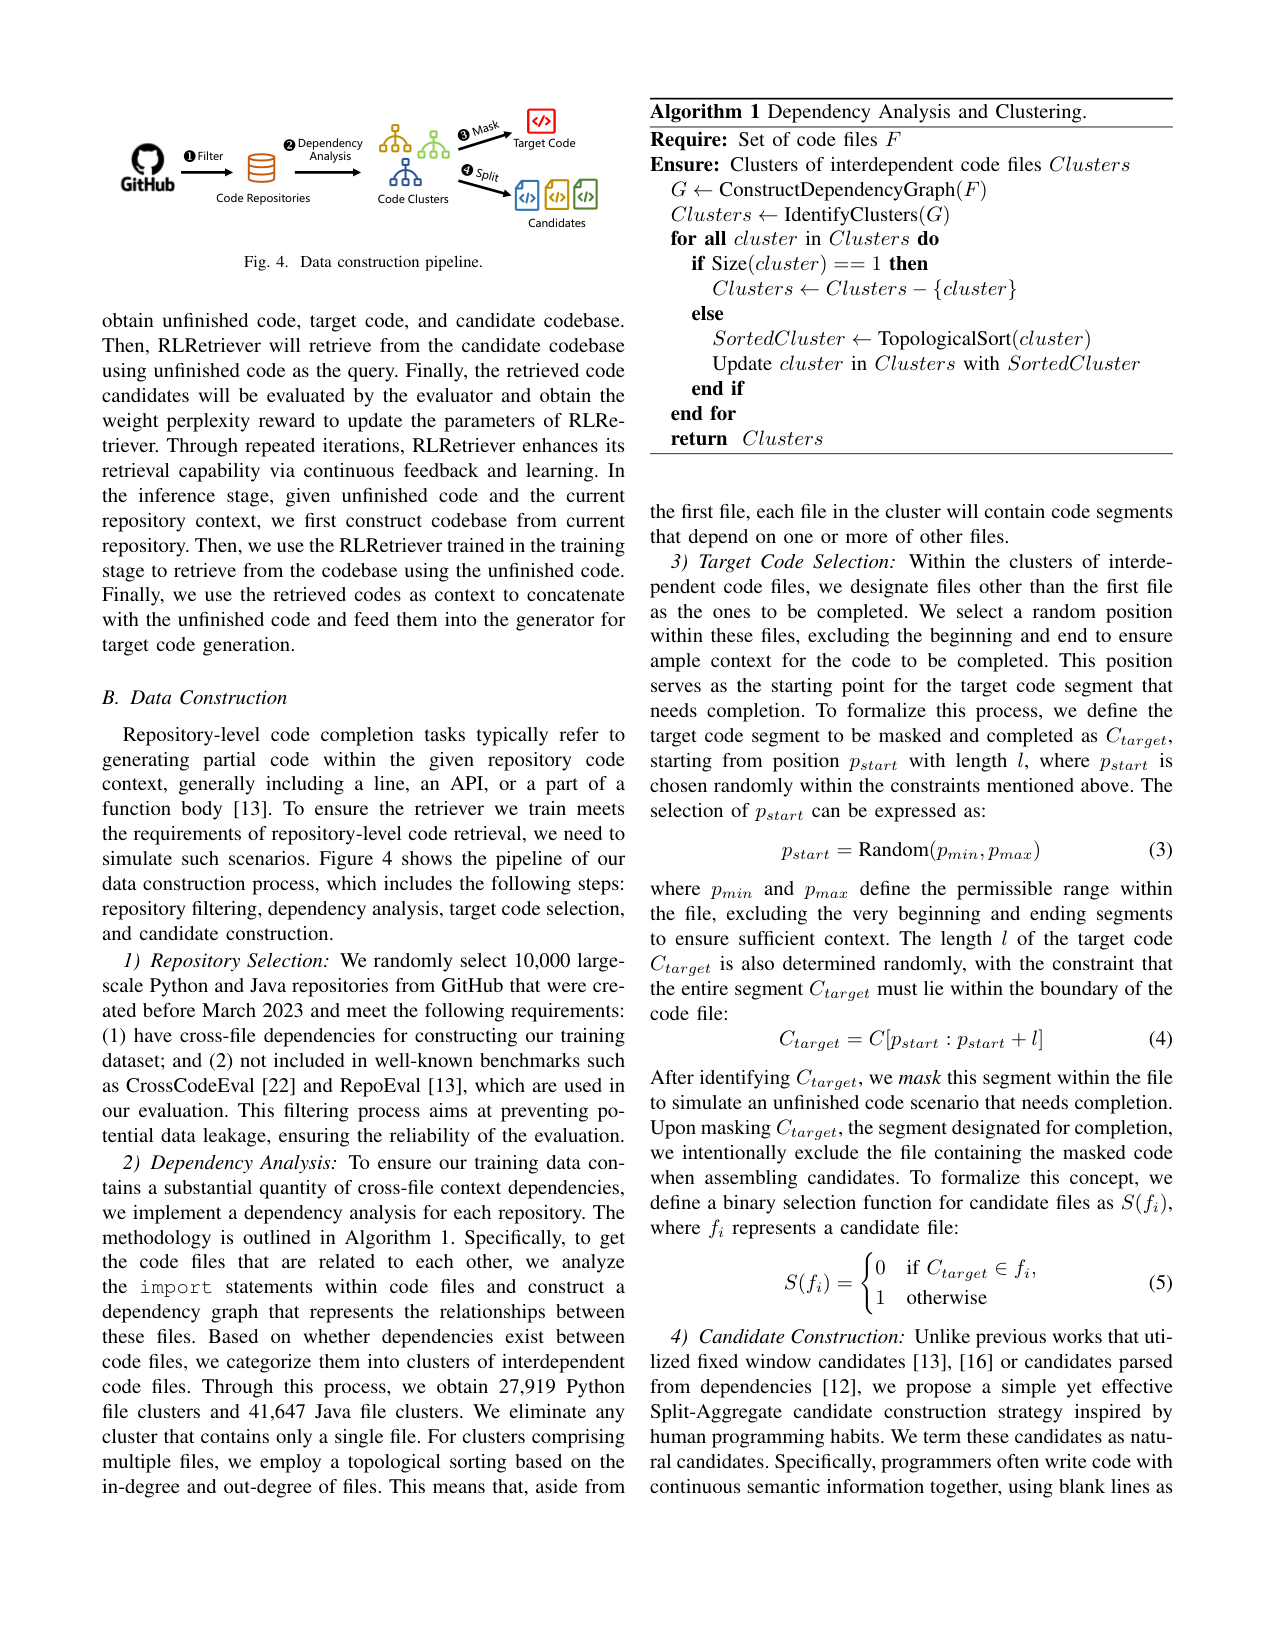 ❶ Filter
❷ Dependency
Analysis
❸ Mask
❹ Split
GitHub
Code Repositories
Code Clusters
Target Code
Candidates
Fig. 4. Data construction pipeline.
obtain unfinished code, target code, and candidate codebase.
Then, RLRetriever will retrieve from the candidate codebase
using unfinished code as the query. Finally, the retrieved code
candidates will be evaluated by the evaluator and obtain the
weight perplexity reward to update the parameters of RLRe-
triever. Through repeated iterations, RLRetriever enhances its
retrieval capability via continuous feedback and learning. In
the inference stage, given unfinished code and the current
repository context, we first construct codebase from current
repository. Then, we use the RLRetriever trained in the training
stage to retrieve from the codebase using the unfinished code.
Finally, we use the retrieved codes as context to concatenate
with the unfinished code and feed them into the generator for
target code generation.
B. Data Construction
Repository-level code completion tasks typically refer to
generating partial code within the given repository code
context, generally including a line, an API, or a part of a
function body [13]. To ensure the retriever we train meets
the requirements of repository-level code retrieval, we need to
simulate such scenarios. Figure 4 shows the pipeline of our
data construction process, which includes the following steps:
repository filtering, dependency analysis, target code selection,
and candidate construction.
1) Repository Selection: We randomly select 10,000 large-
scale Python and Java repositories from GitHub that were cre-
ated before March 2023 and meet the following requirements:
(1) have cross-file dependencies for constructing our training
dataset; and (2) not included in well-known benchmarks such
as CrossCodeEval [22] and RepoEval [13], which are used in
our evaluation. This filtering process aims at preventing po-
tential data leakage, ensuring the reliability of the evaluation.
2) Dependency Analysis: To ensure our training data con-
tains a substantial quantity of cross-file context dependencies,
we implement a dependency analysis for each repository. The
methodology is outlined in Algorithm 1. Specifically, to get
the code files that are related to each other, we analyze
the import statements within code files and construct a
dependency graph that represents the relationships between
these files. Based on whether dependencies exist between
code files, we categorize them into clusters of interdependent
code files. Through this process, we obtain 27,919 Python
file clusters and 41,647 Java file clusters. We eliminate any
cluster that contains only a single file. For clusters comprising
multiple files, we employ a topological sorting based on the
in-degree and out-degree of files. This means that, aside from
Algorithm 1 Dependency Analysis and Clustering.
Require: Set of code files F
Ensure: Clusters of interdependent code files Clusters
G ← ConstructDependencyGraph(F)
Clusters ← IdentifyClusters(G)
for all cluster in Clusters do
if Size(cluster) == 1 then
Clusters ← Clusters − {cluster}
else
SortedCluster ← TopologicalSort(cluster)
Update cluster in Clusters with SortedCluster
end if
end for
return Clusters
the first file, each file in the cluster will contain code segments
that depend on one or more of other files.
3) Target Code Selection: Within the clusters of interde-
pendent code files, we designate files other than the first file
as the ones to be completed. We select a random position
within these files, excluding the beginning and end to ensure
ample context for the code to be completed. This position
serves as the starting point for the target code segment that
needs completion. To formalize this process, we define the
target code segment to be masked and completed as C_target,
starting from position p_start with length l, where p_start is
chosen randomly within the constraints mentioned above. The
selection of p_start can be expressed as:
p_start = Random(p_min, p_max) (3)
where p_min and p_max define the permissible range within
the file, excluding the very beginning and ending segments
to ensure sufficient context. The length l of the target code
C_target is also determined randomly, with the constraint that
the entire segment C_target must lie within the boundary of the
code file:
C_target = C[p_start : p_start + l] (4)
After identifying C_target, we mask this segment within the file
to simulate an unfinished code scenario that needs completion.
Upon masking C_target, the segment designated for completion,
we intentionally exclude the file containing the masked code
when assembling candidates. To formalize this concept, we
define a binary selection function for candidate files as S(f_i),
where f_i represents a candidate file:
S(f_i) = { 0 if C_target ∈ f_i,
1 otherwise (5)
4) Candidate Construction: Unlike previous works that uti-
lized fixed window candidates [13], [16] or candidates parsed
from dependencies [12], we propose a simple yet effective
Split-Aggregate candidate construction strategy inspired by
human programming habits. We term these candidates as natu-
ral candidates. Specifically, programmers often write code with
continuous semantic information together, using blank lines as